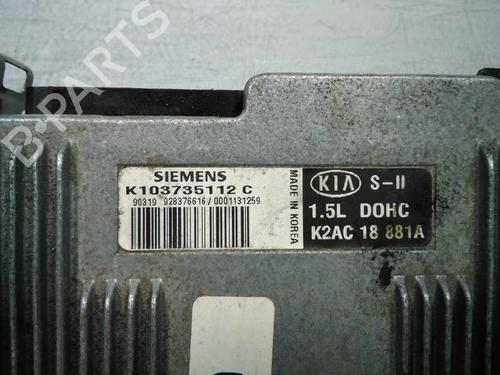 B-PARTS
SIEMENS
K103735112 C
90319 928376616/0001131259
MADE IN KOREA
KIA S-II
1.5L DOHC
K2AC 18 881A